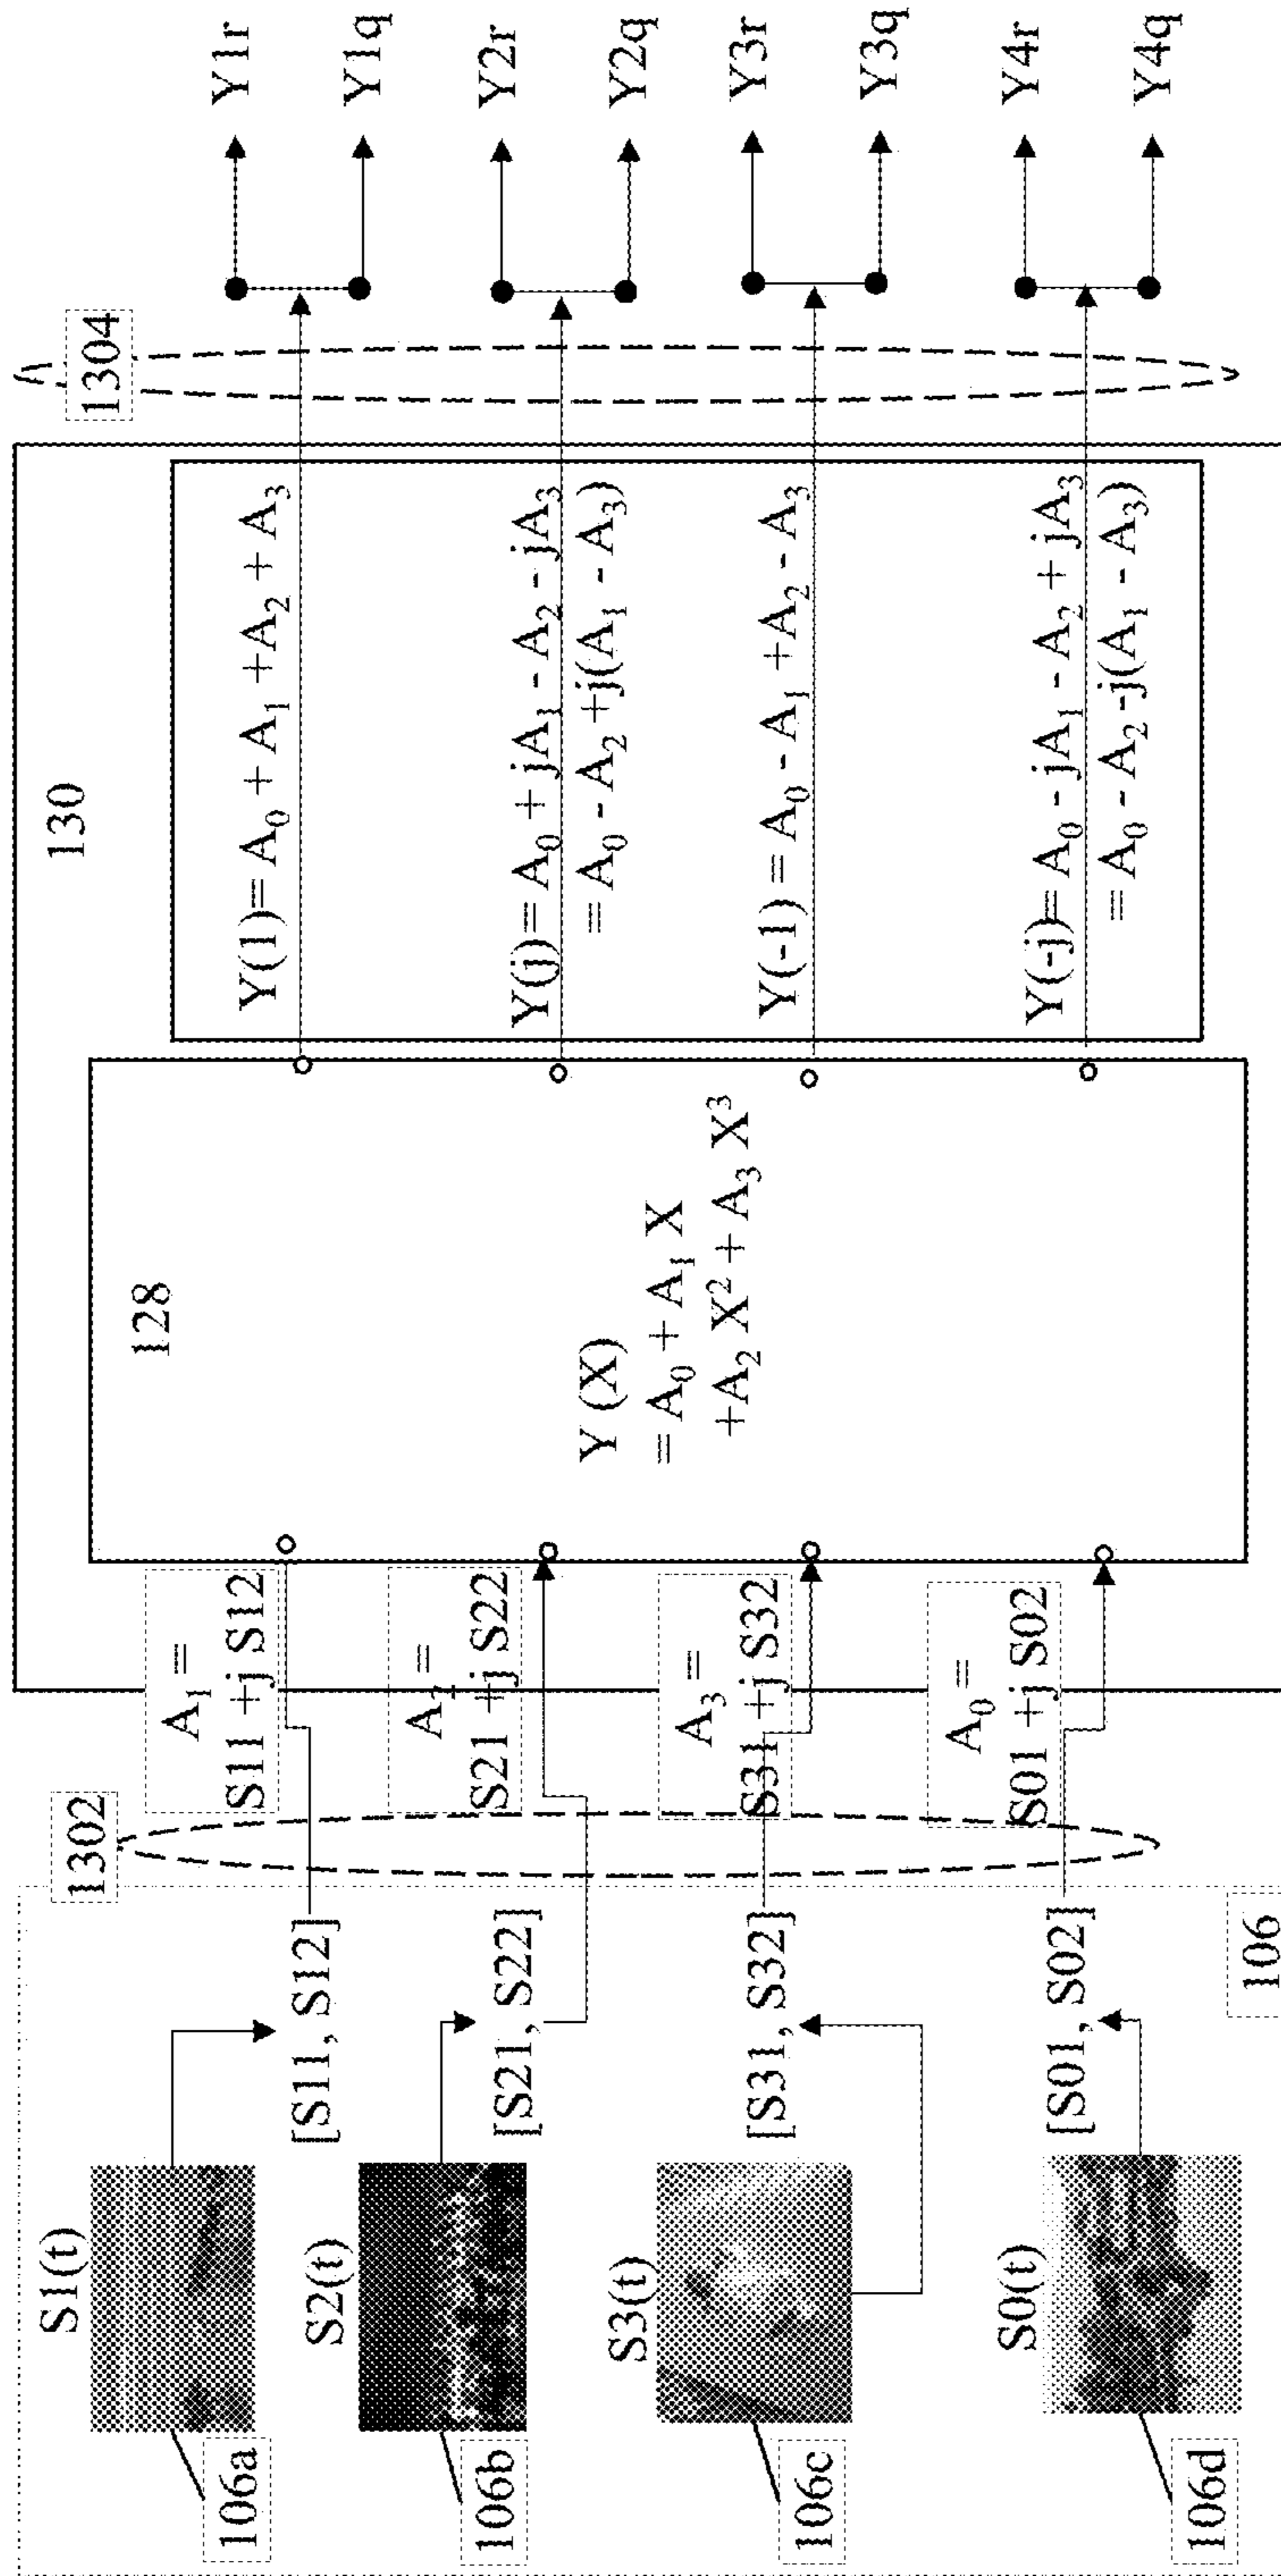 S1(t)
106a
[S11, S12]
S2(t)
106b
[S21, S22]
S3(t)
106c
[S31, S32]
S0(t)
106d
[S01, S02]
106
1302
A₁ =
S11 +j S12
A₂ =
S21 +j S22
A₃ =
S31 +j S32
A₀ =
S01 +j S02
128
Y (X)
= A₀ + A₁ X
+A₂ X² + A₃ X³
130
Y(1)= A₀ + A₁ +A₂ + A₃
Y(j)= A₀ + jA₁ - A₂ - jA₃
= A₀ - A₂ +j(A₁ - A₃)
Y(-1) = A₀ - A₁ +A₂ - A₃
Y(-j)= A₀ - jA₁ - A₂ + jA₃
= A₀ - A₂ -j(A₁ - A₃)
1304
Y1r
Y1q
Y2r
Y2q
Y3r
Y3q
Y4r
Y4q